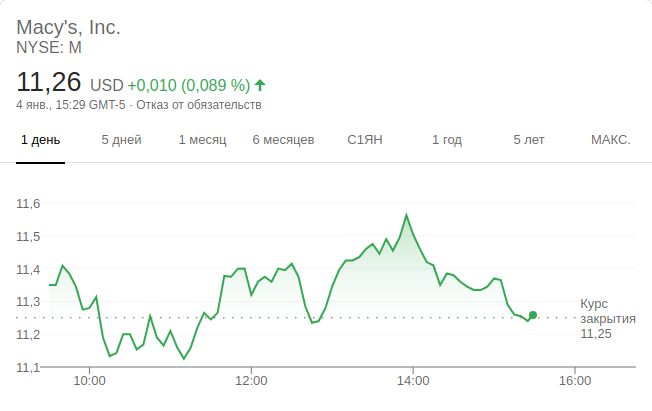 Macy's, Inc.
NYSE: M
11,26 USD +0,010 (0,089 %)
4 янв., 15:29 GMT-5 · Отказ от обязательств
1 день 5 дней 1 месяц 6 месяцев С1ЯН 1 год 5 лет МАКС.
11,6
11,5
11,4
11,3
11,2
11,1
Курс
закрытия
11,25
10:00 12:00 14:00 16:00